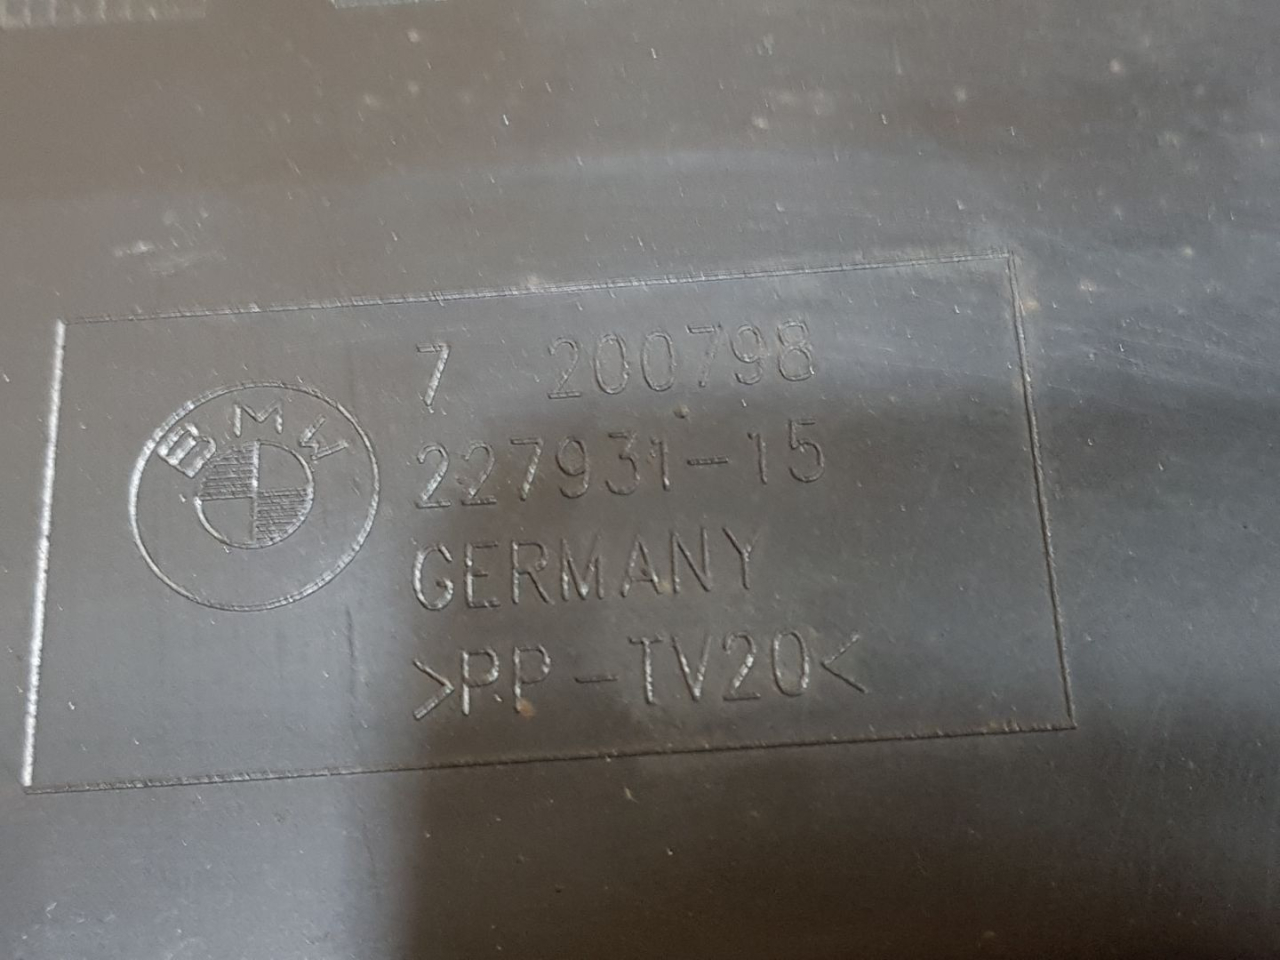 BMW
7 200798
227931-15
GERMANY
>PP-TV20<